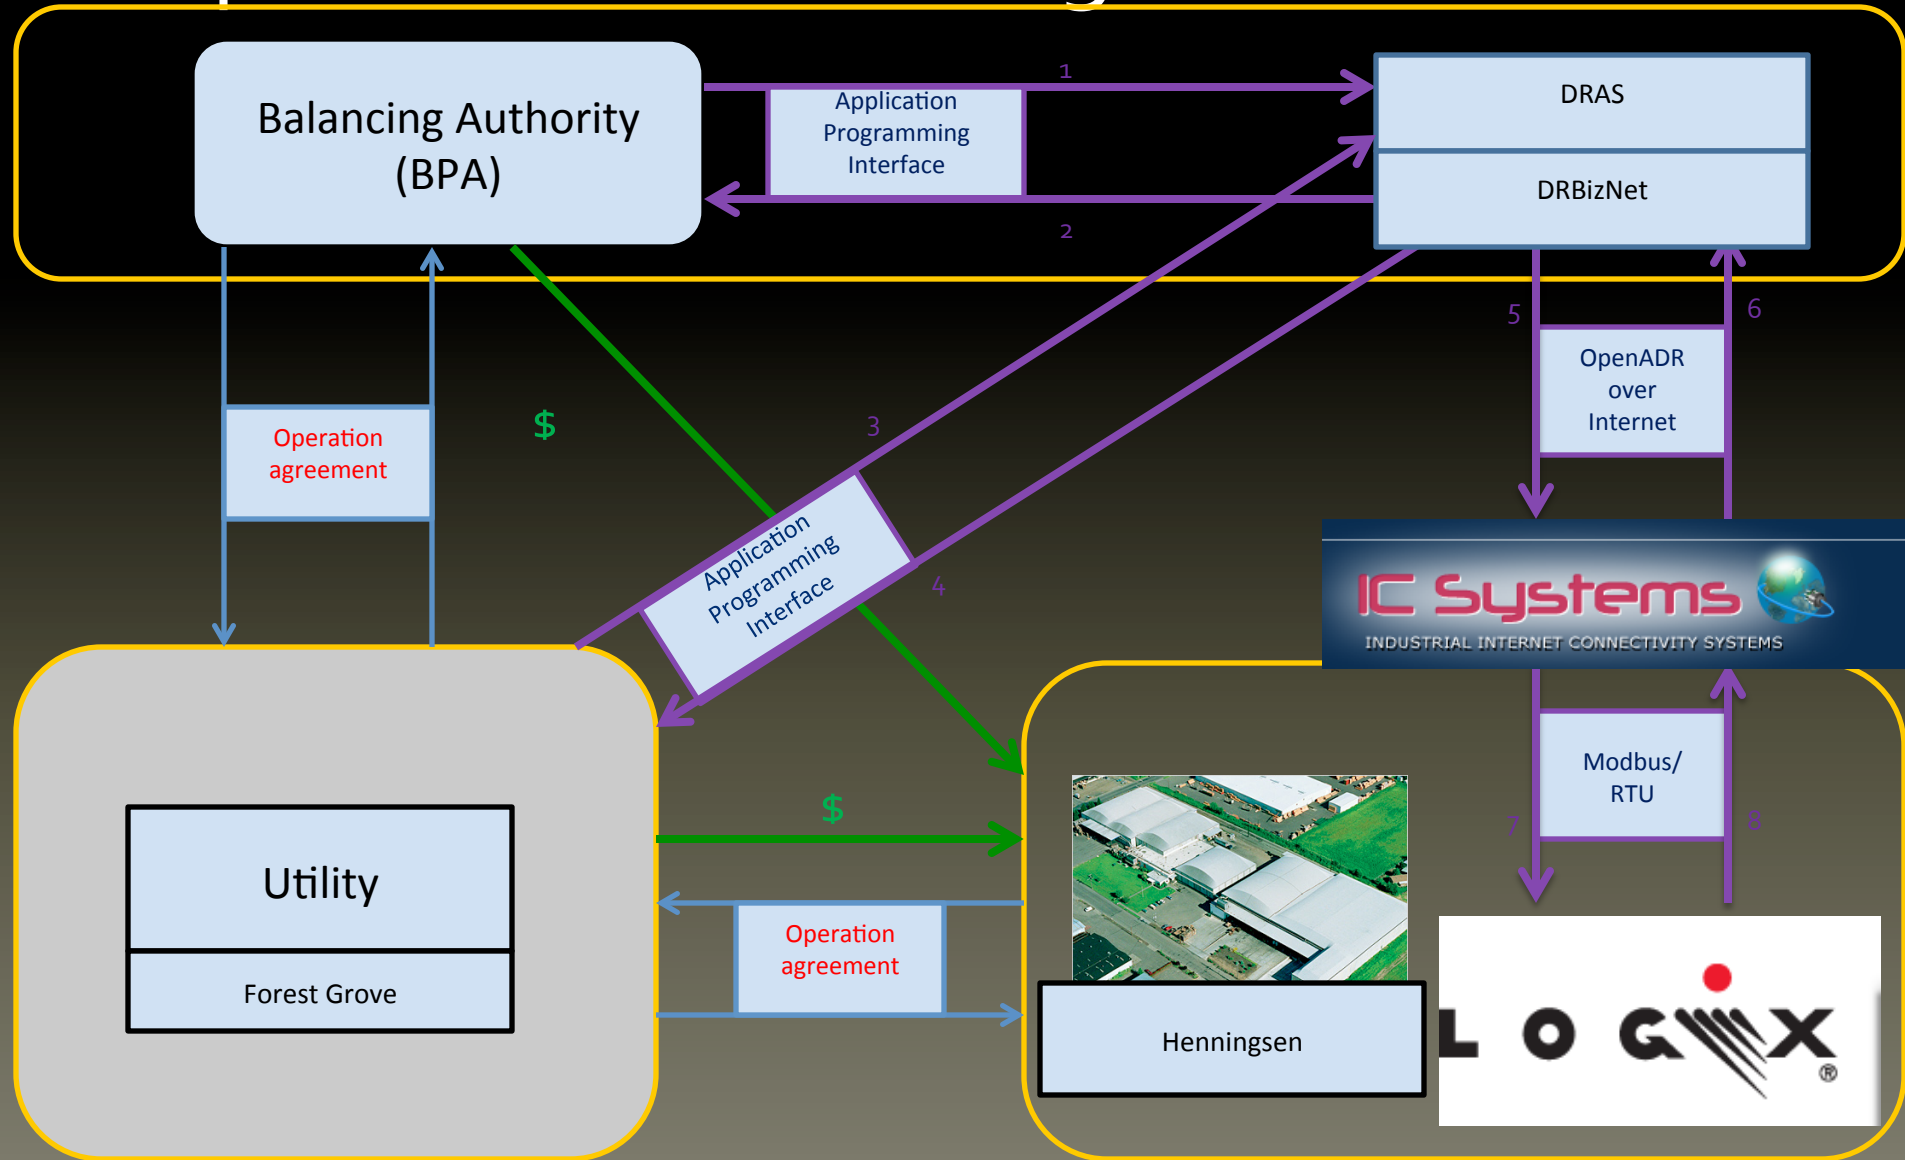 Balancing Authority
(BPA)
1
Application
Programming
Interface
2
DRAS
DRBizNet
5
6
OpenADR
over
Internet
Operation
agreement
$
3
Application
Programming
Interface
4
IC Systems
INDUSTRIAL INTERNET CONNECTIVITY SYSTEMS
7
Modbus/
RTU
8
$
Utility
Forest Grove
Operation
agreement
Henningsen
LOGIX
®